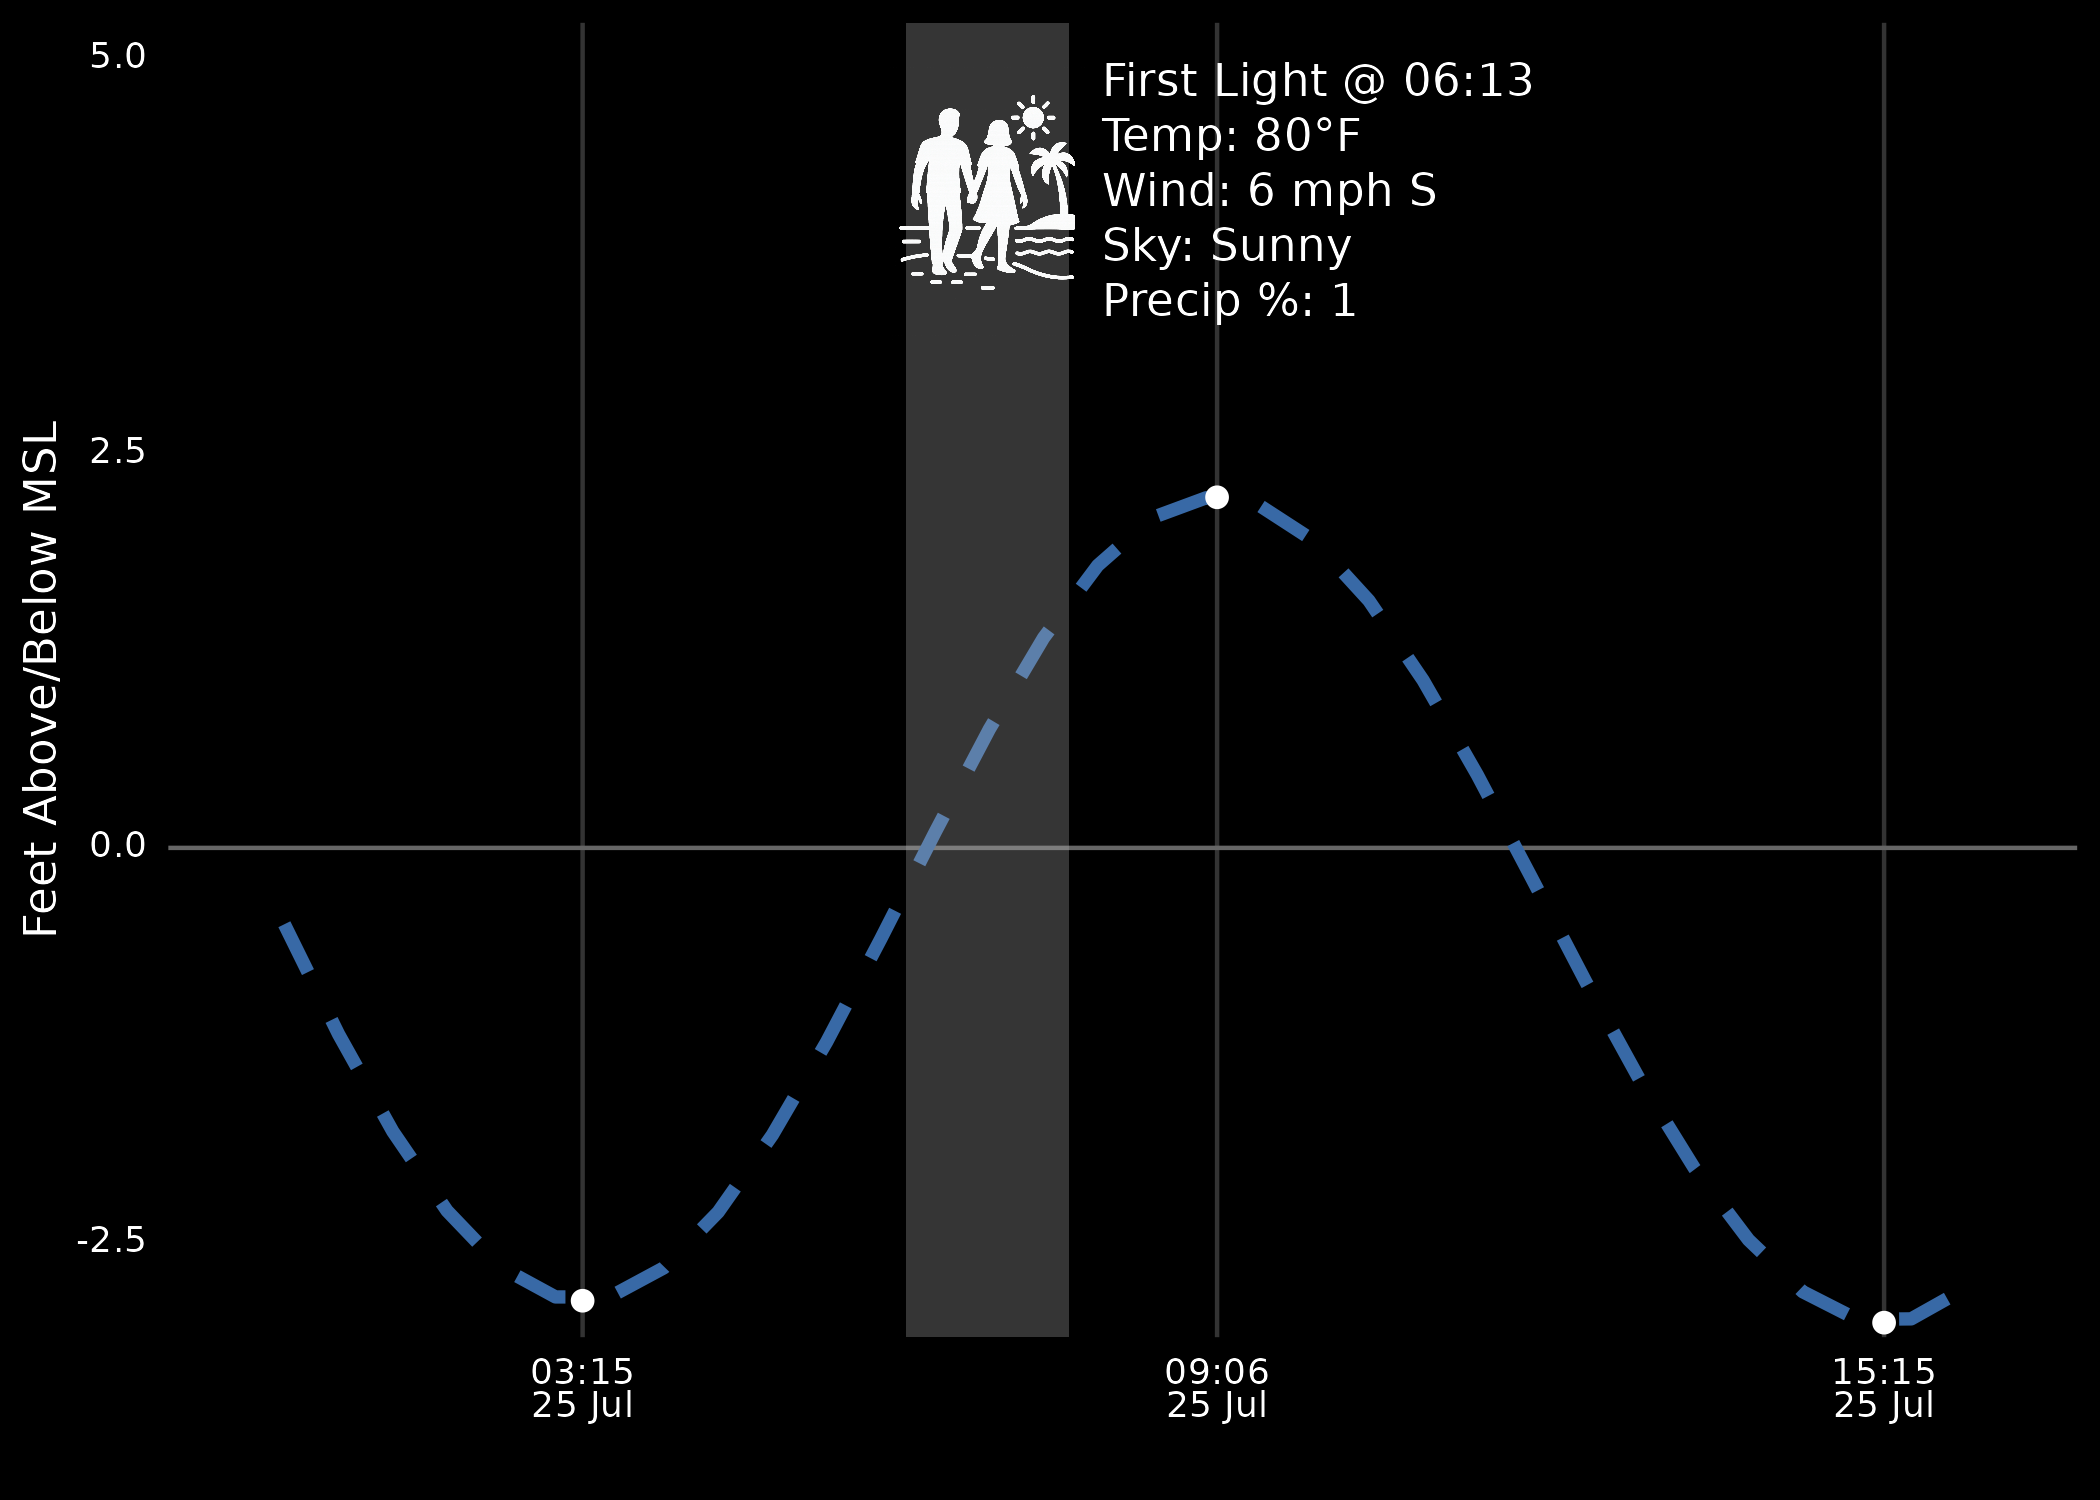 5.0
First Light @ 06:13
Temp: 80°F
Wind: 6 mph S
Sky: Sunny
Precip %: 1
2.5
Feet Above/Below MSL
0.0
-2.5
03:15
25 Jul
09:06
25 Jul
15:15
25 Jul